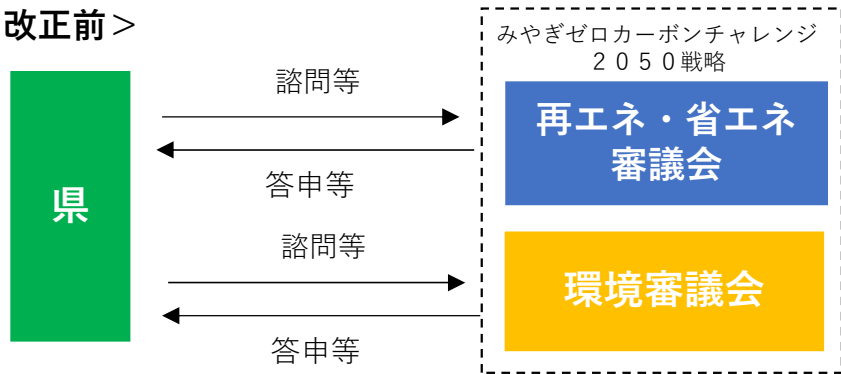 改正前＞
みやぎゼロカーボンチャレンジ
２０５０戦略
諮問等
再エネ・省エネ
審議会
答申等
県
諮問等
環境審議会
答申等